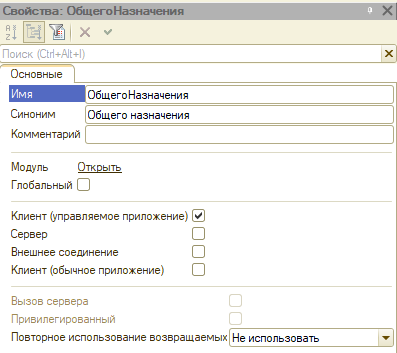 Свойства: ОбщегоНазначения
Поиск (Ctrl+Alt+I)
Основные
Имя ОбщегоНазначения
Синоним Общего назначения
Комментарий
Модуль Открыть
Глобальный
Клиент (управляемое приложение)
Сервер
Внешнее соединение
Клиент (обычное приложение)
Вызов сервера
Привилегированный
Повторное использование возвращаемых Не использовать